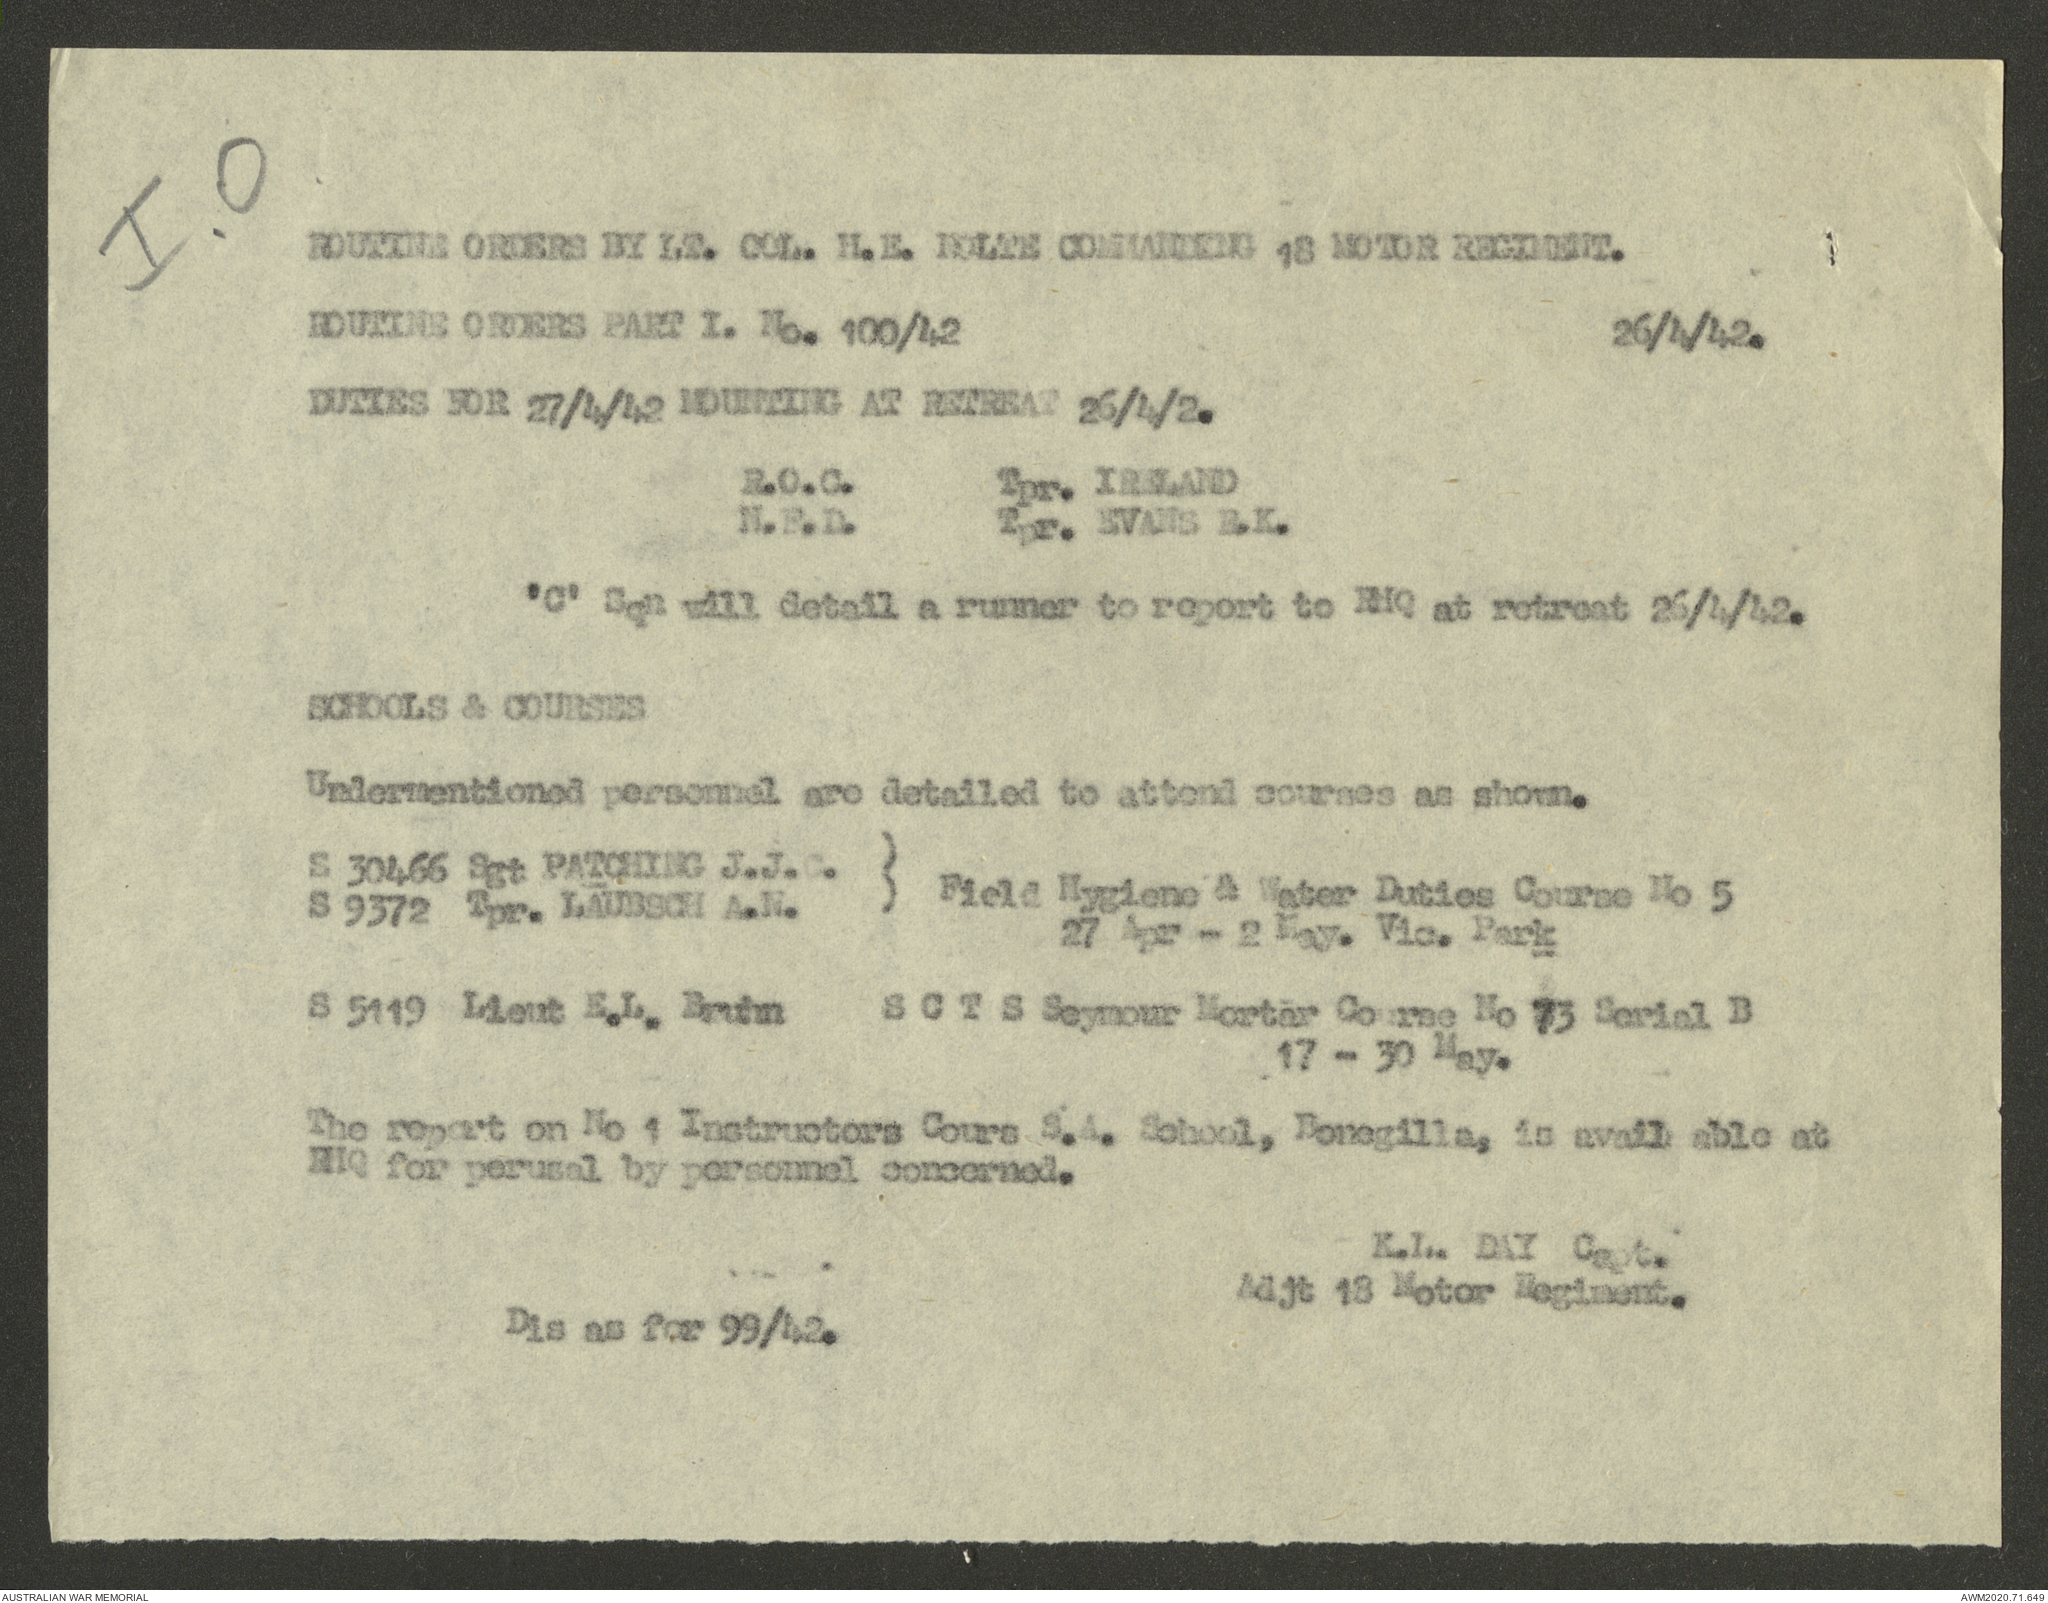 I.O
ROUTINE ORDERS BY LT. COL. H.E. BOLTE COMMANDING 18 MOTOR REGIMENT.
ROUTINE ORDERS PART I. No. 100/42 26/4/42.
DUTIES FOR 27/4/42 MOUNTING AT RETREAT 26/4/2.
R.O.C. Tpr. IRELAND
N.F.D. Tpr. EVANS R.K.
'C' Sqn will detail a runner to report to RHQ at retreat 26/4/42.
SCHOOLS & COURSES
Undermentioned personnel are detailed to attend courses as shown.
S 30466 Sgt PATCHING J.J.C. }
S 9372 Tpr. LAUBSCH A.N. } Field Hygiene & Water Duties Course No 5
27 Apr - 2 May. Vic. Park
S 5119 Lieut E.L. Bruhn S C T S Seymour Mortar Course No 73 Serial B
17 - 30 May.
The report on No 1 Instructors Cours S.A. School, Bonegilla, is avail able at
RHQ for perusal by personnel concerned.
K.L. DAY Capt.
Adjt 18 Motor Regiment.
Dis as for 99/42.
AUSTRALIAN WAR MEMORIAL AWM2020.71.649